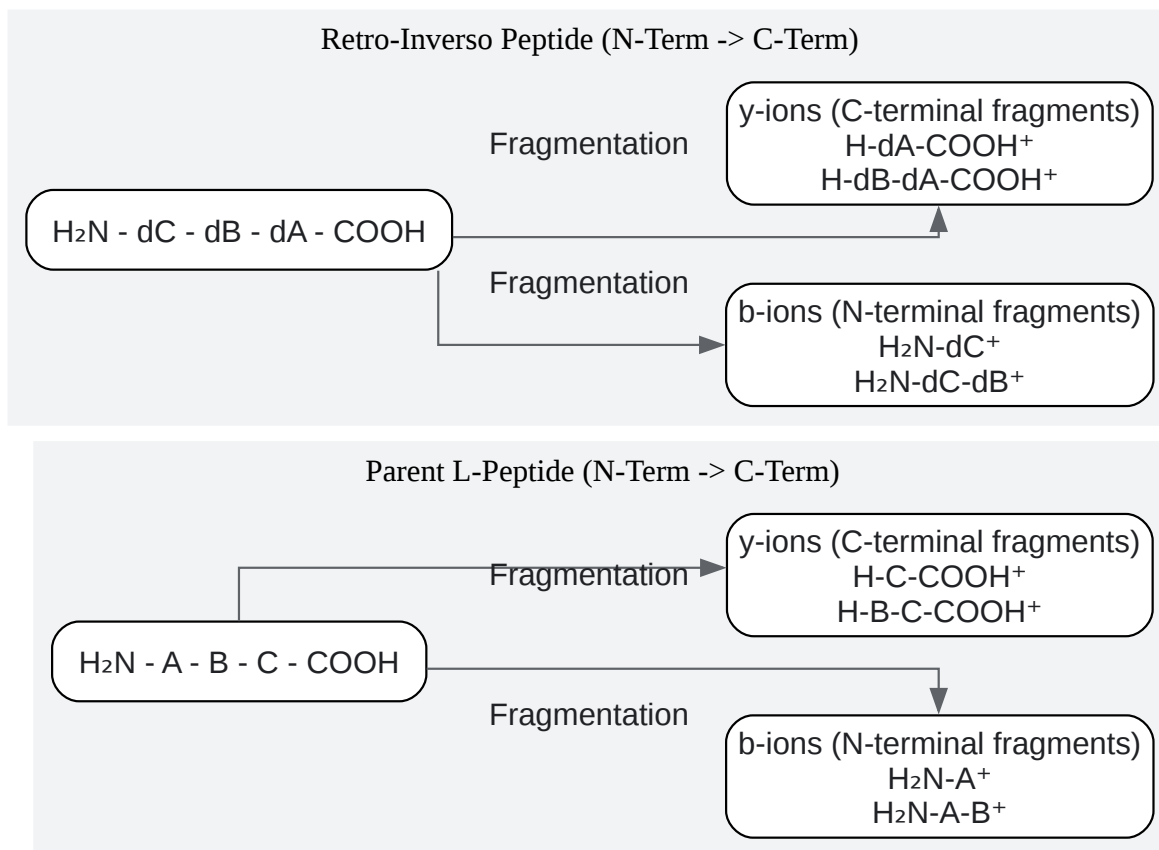 Retro-Inverso Peptide (N-Term -> C-Term)
Fragmentation
y-ions (C-terminal fragments)
H-dA-COOH⁺
H-dB-dA-COOH⁺
H₂N - dC - dB - dA - COOH
Fragmentation
b-ions (N-terminal fragments)
H₂N-dC⁺
H₂N-dC-dB⁺
Parent L-Peptide (N-Term -> C-Term)
Fragmentation
y-ions (C-terminal fragments)
H-C-COOH⁺
H-B-C-COOH⁺
H₂N - A - B - C - COOH
Fragmentation
b-ions (N-terminal fragments)
H₂N-A⁺
H₂N-A-B⁺